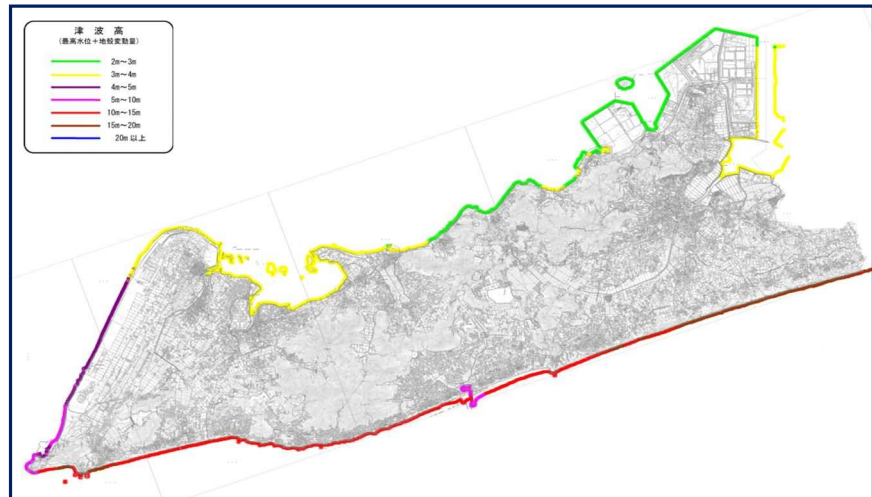 津 波 高
(最高水位＋地殻変動量)
2m～3m
3m～4m
4m～5m
5m～10m
10m～15m
15m～20m
20m 以上